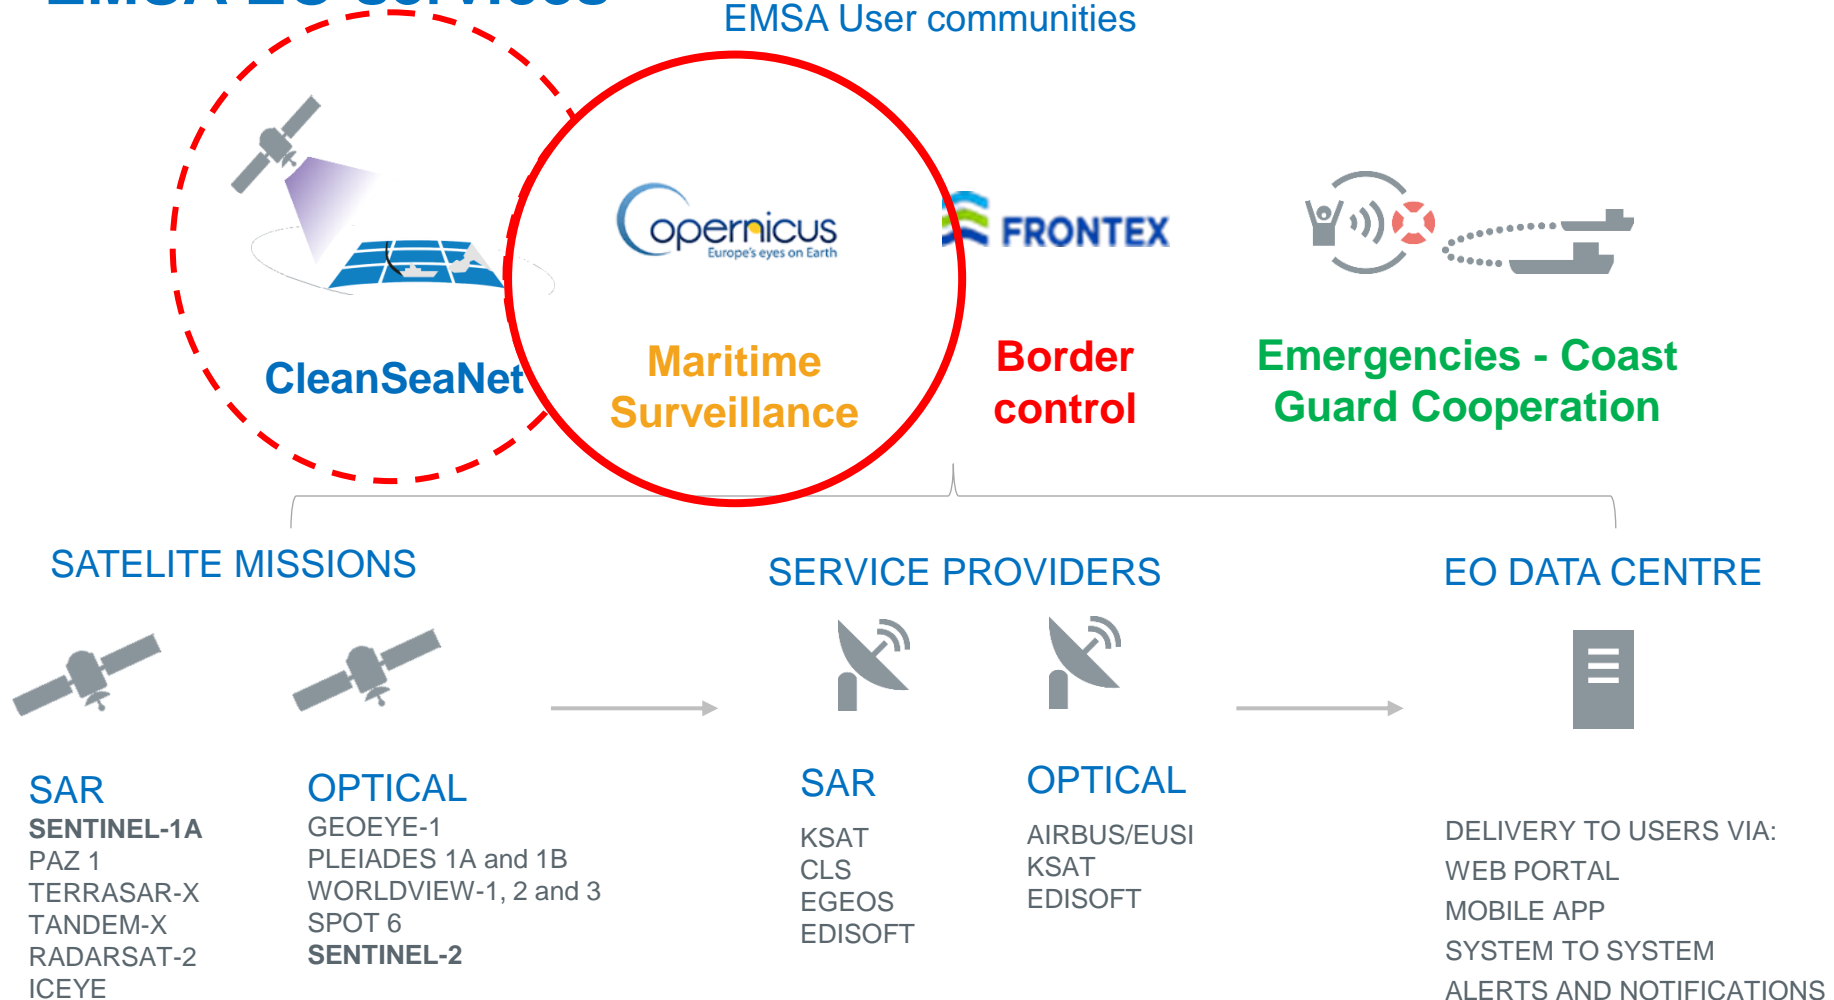 EMSA EO services
EMSA User communities
opernicus
Europe's eyes on Earth
FRONTEX
CleanSeaNet
Maritime
Surveillance
Border
control
Emergencies - Coast
Guard Cooperation
SATELITE MISSIONS
SERVICE PROVIDERS
EO DATA CENTRE
SAR
SENTINEL-1A
PAZ 1
TERRASAR-X
TANDEM-X
RADARSAT-2
ICEYE
OPTICAL
GEOEYE-1
PLEIADES 1A and 1B
WORLDVIEW-1, 2 and 3
SPOT 6
SENTINEL-2
SAR
KSAT
CLS
EGEOS
EDISOFT
OPTICAL
AIRBUS/EUSI
KSAT
EDISOFT
DELIVERY TO USERS VIA:
WEB PORTAL
MOBILE APP
SYSTEM TO SYSTEM
ALERTS AND NOTIFICATIONS